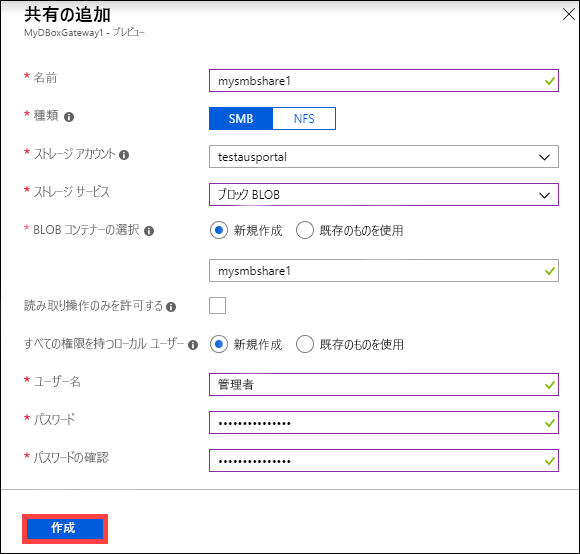 共有の追加
MyDBoxGateway1 - プレビュー
* 名前 mysmbshare1
* 種類 SMB NFS
* ストレージ アカウント testausportal
* ストレージ サービス ブロック BLOB
* BLOB コンテナーの選択 新規作成 既存のものを使用
mysmbshare1
読み取り操作のみを許可する
すべての権限を持つローカル ユーザー 新規作成 既存のものを使用
* ユーザー名 管理者
* パスワード •••••••••••••••
* パスワードの確認 •••••••••••••••
作成